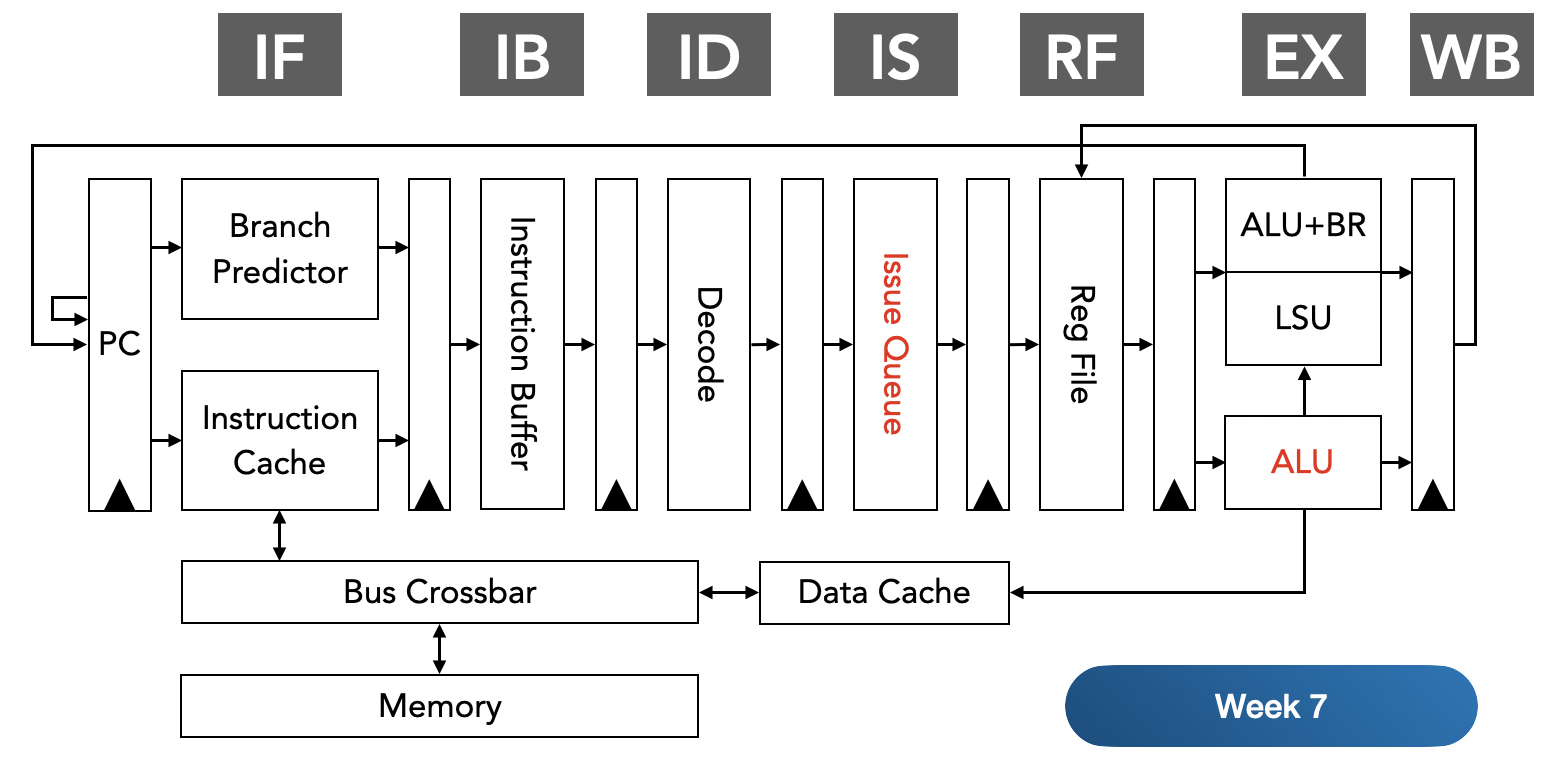 IF IB ID IS RF EX WB
Branch
Predictor
PC
Instruction
Cache
Instruction Buffer
Decode
Issue Queue
Reg File
ALU+BR
LSU
ALU
Bus Crossbar
Data Cache
Memory
Week 7